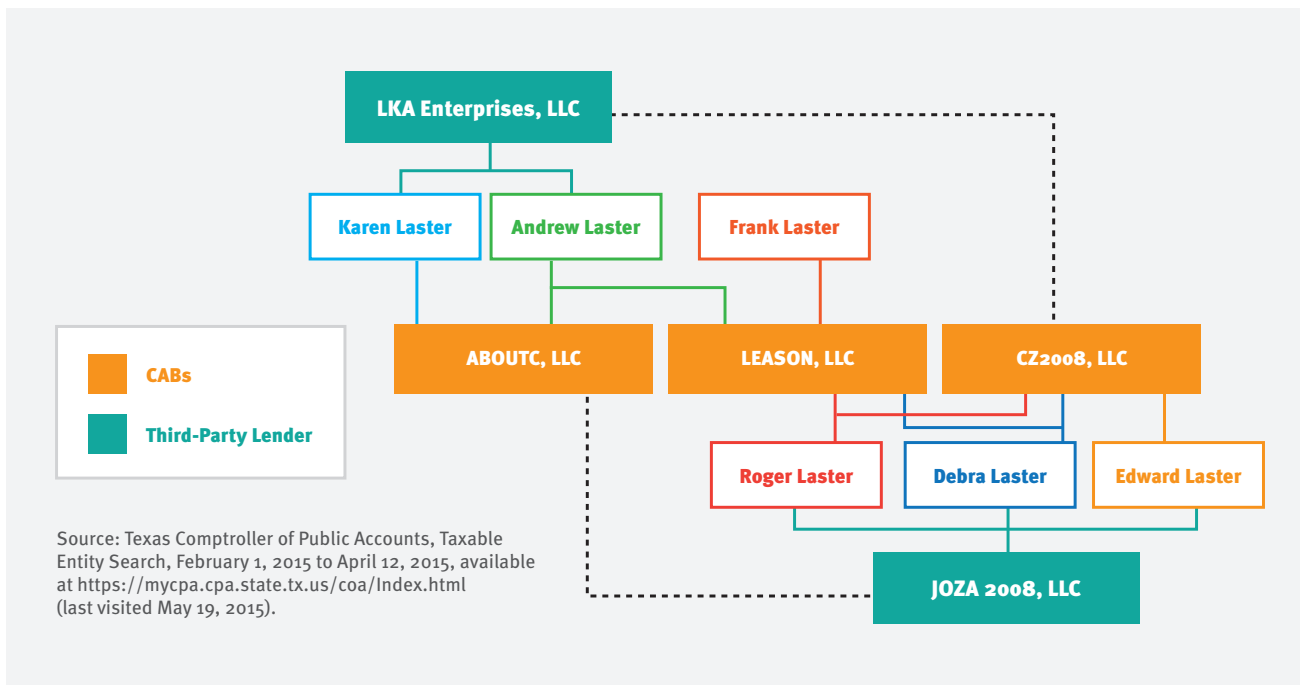 LKA Enterprises, LLC
Karen Laster
Andrew Laster
Frank Laster
ABOUTC, LLC
LEASON, LLC
CZ2008, LLC
CABs
Third-Party Lender
Roger Laster
Debra Laster
Edward Laster
Source: Texas Comptroller of Public Accounts, Taxable
Entity Search, February 1, 2015 to April 12, 2015, available
at https://mycpa.cpa.state.tx.us/coa/Index.html
(last visited May 19, 2015).
JOZA 2008, LLC